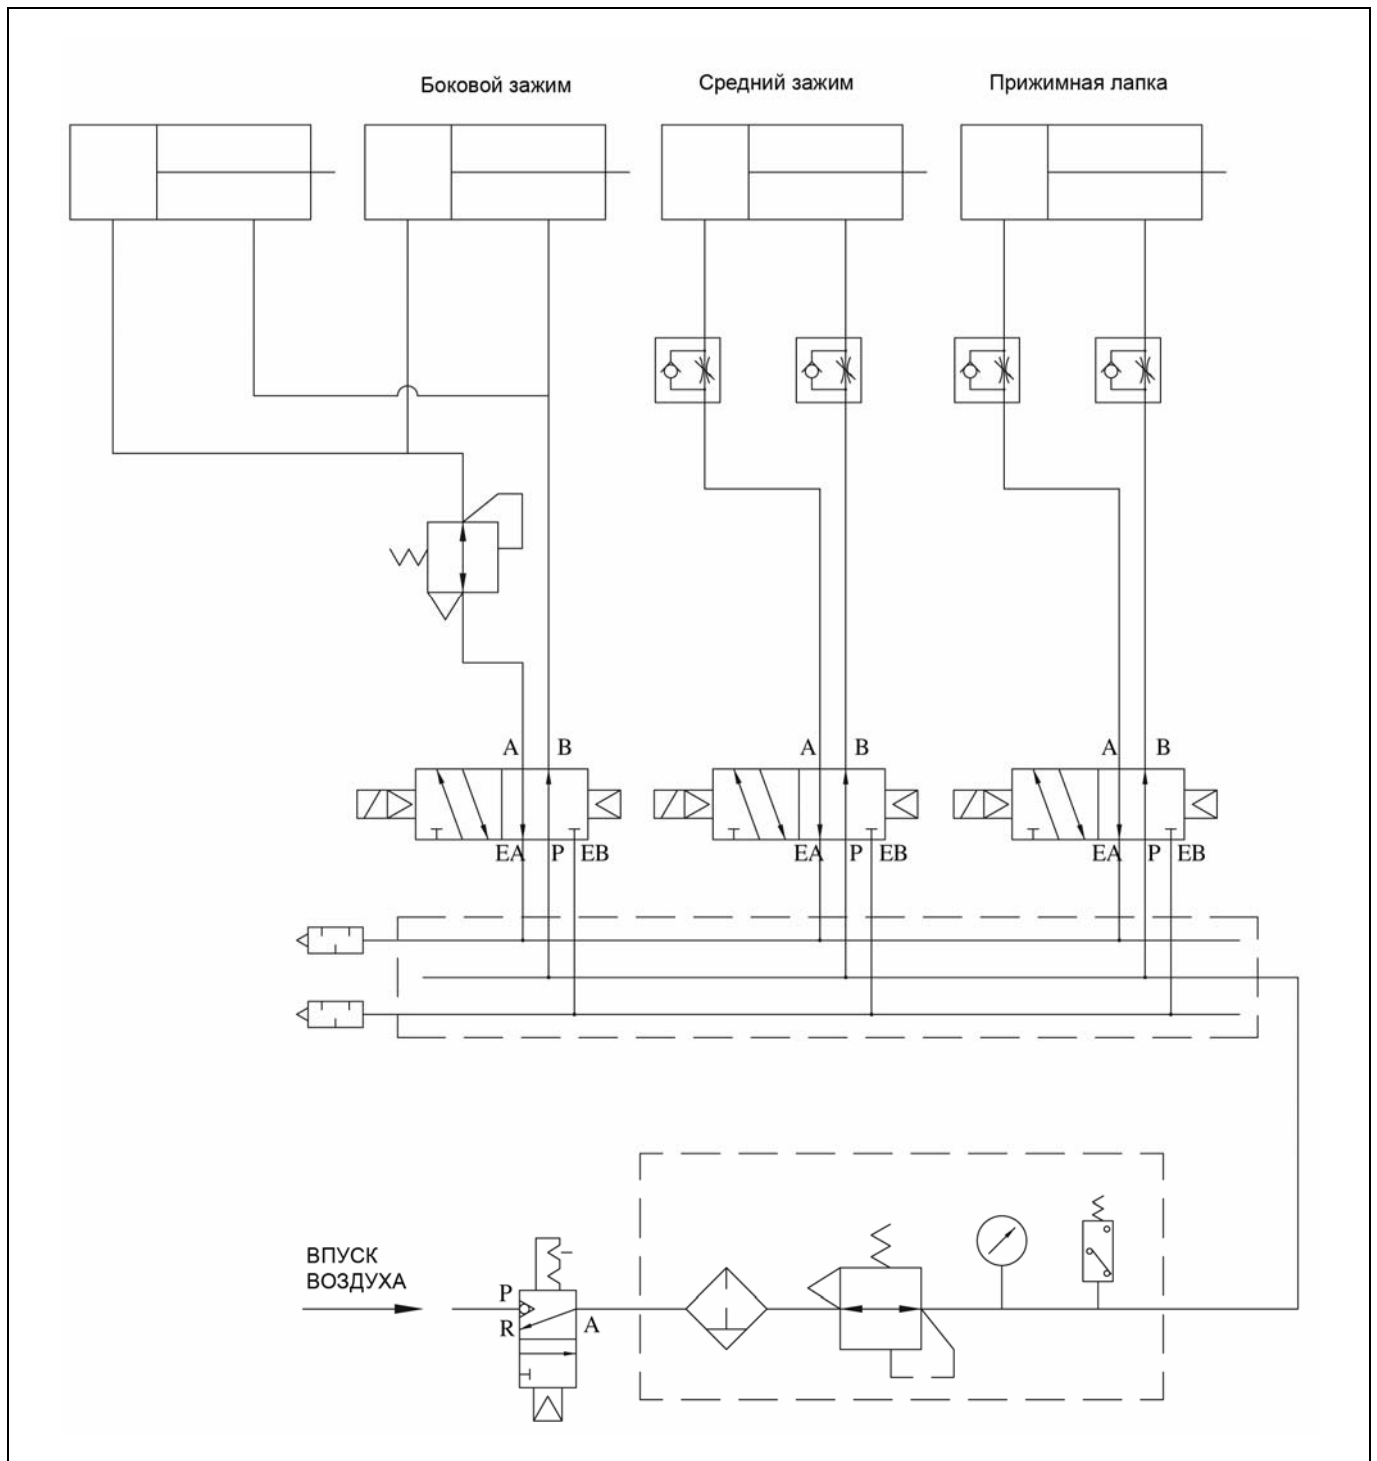 Боковой зажим
Средний зажим
Прижимная лапка
A B
A B
A B
EA P EB
EA P EB
EA P EB
ВПУСК
ВОЗДУХА
P
R
A